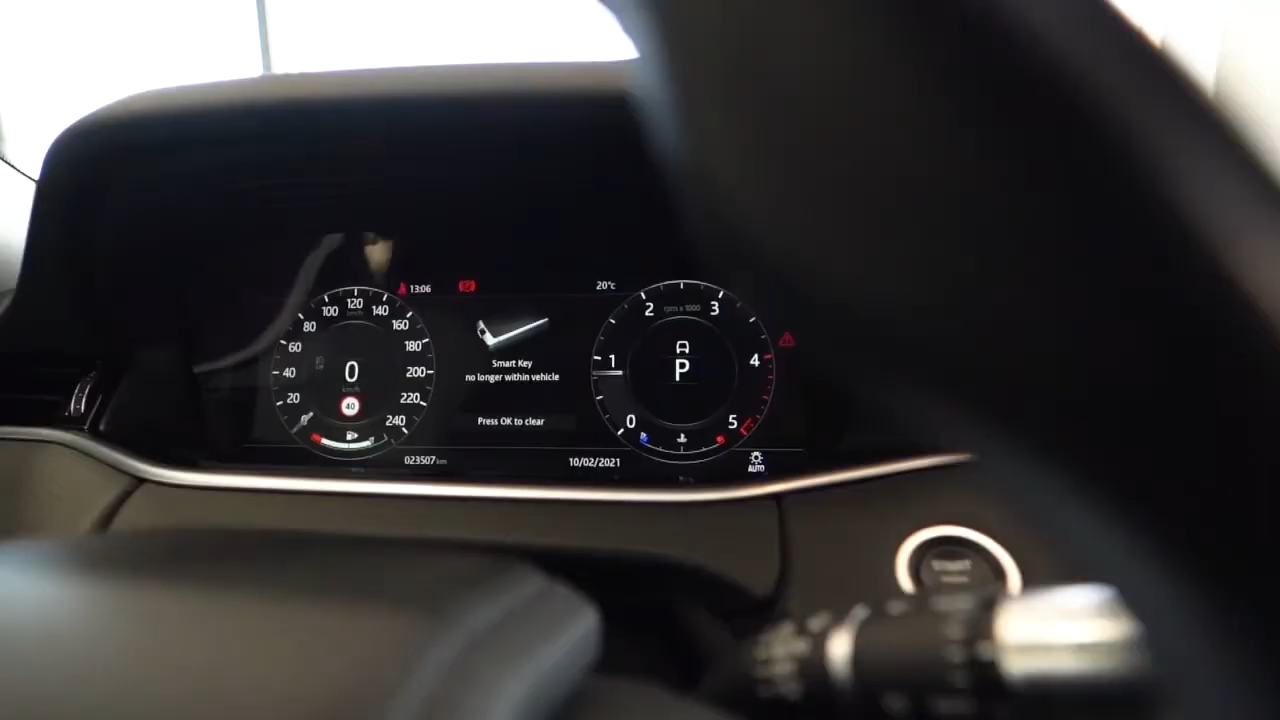 13:06
20°c
100 120 140
km/h
80 160
60 180
40 200
20 220
240
0
km/h
40
Smart Key
no longer within vehicle
Press OK to clear
2 rpm x 1000 3
1 4
0 5
P
023507 km
10/02/2021
AUTO
START